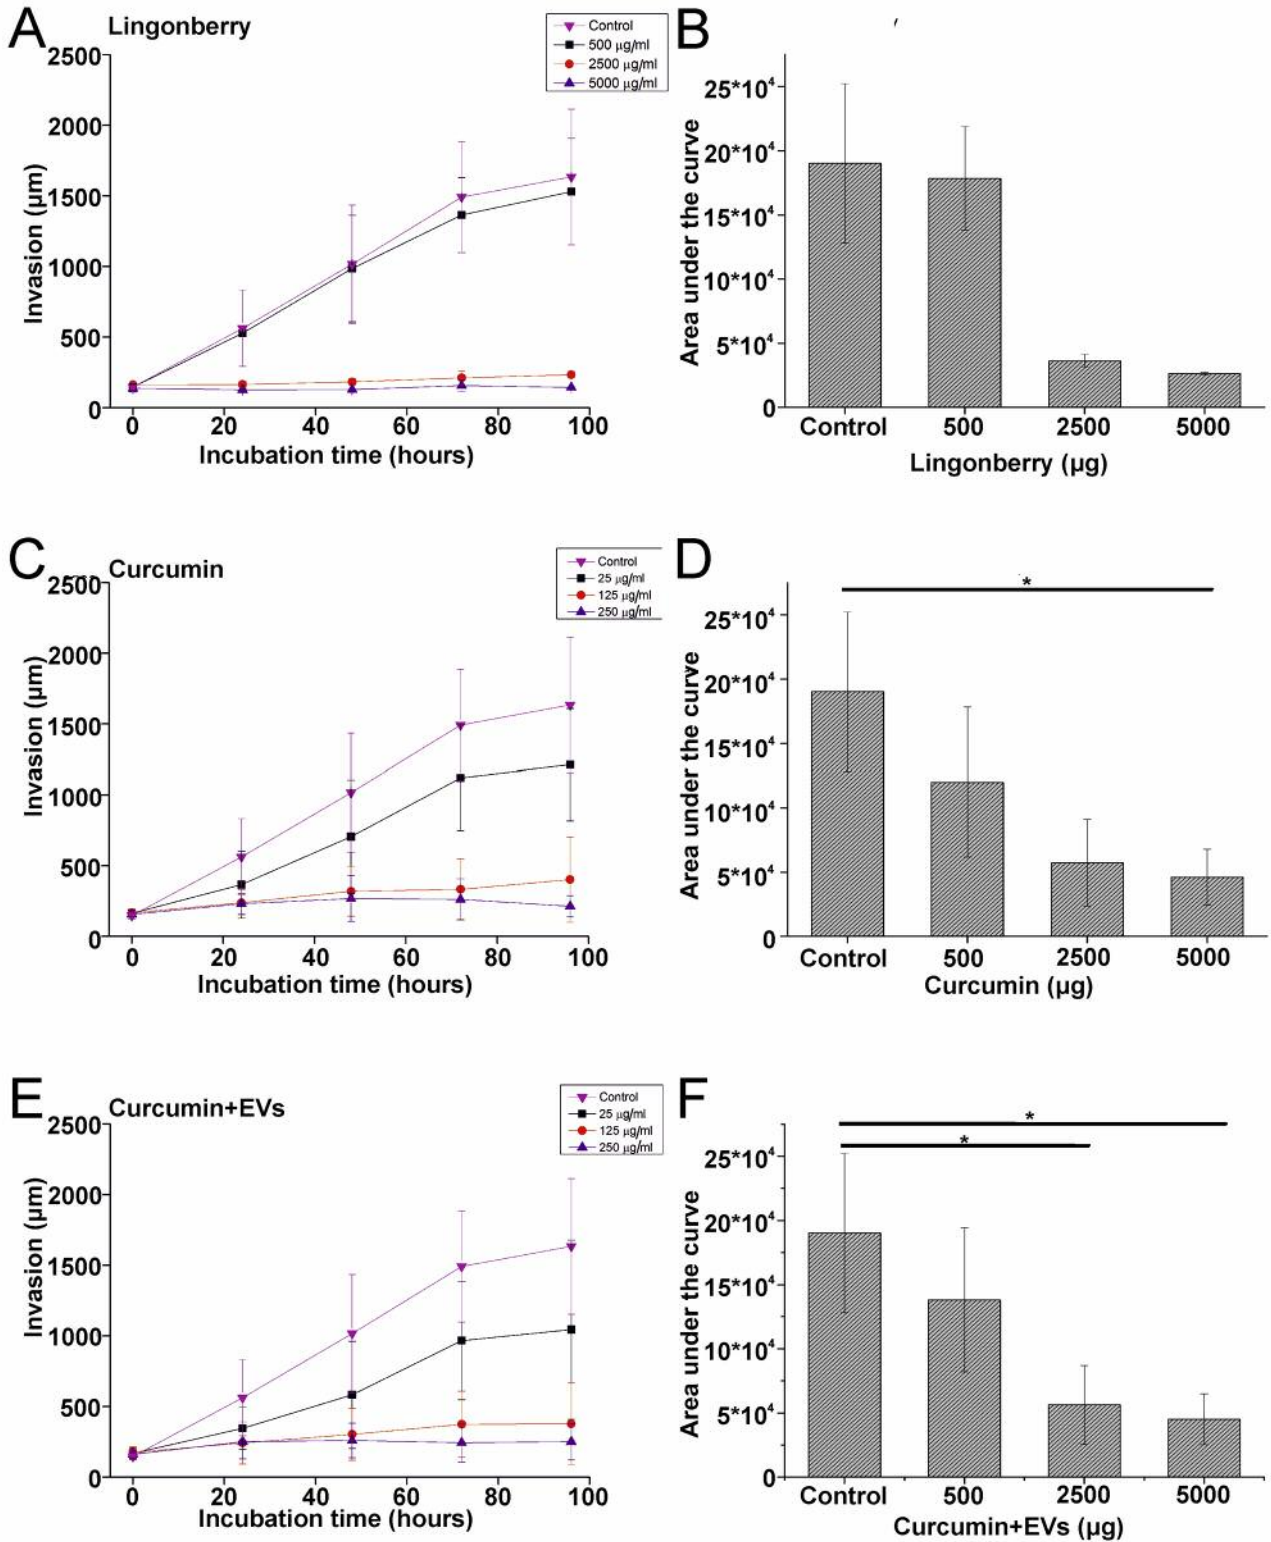 A
Lingonberry
Control
500 µg/ml
2500 µg/ml
5000 µg/ml
2500
2000
1500
1000
500
0
Invasion (µm)
0 20 40 60 80 100
Incubation time (hours)
B
25*10⁴
20*10⁴
15*10⁴
10*10⁴
5*10⁴
0
Area under the curve
Control 500 2500 5000
Lingonberry (µg)
C
Curcumin
Control
25 µg/ml
125 µg/ml
250 µg/ml
2500
2000
1500
1000
500
0
Invasion (µm)
0 20 40 60 80 100
Incubation time (hours)
D
*
25*10⁴
20*10⁴
15*10⁴
10*10⁴
5*10⁴
0
Area under the curve
Control 500 2500 5000
Curcumin (µg)
E
Curcumin+EVs
Control
25 µg/ml
125 µg/ml
250 µg/ml
2500
2000
1500
1000
500
0
Invasion (µm)
0 20 40 60 80 100
Incubation time (hours)
F
*
*
25*10⁴
20*10⁴
15*10⁴
10*10⁴
5*10⁴
0
Area under the curve
Control 500 2500 5000
Curcumin+EVs (µg)